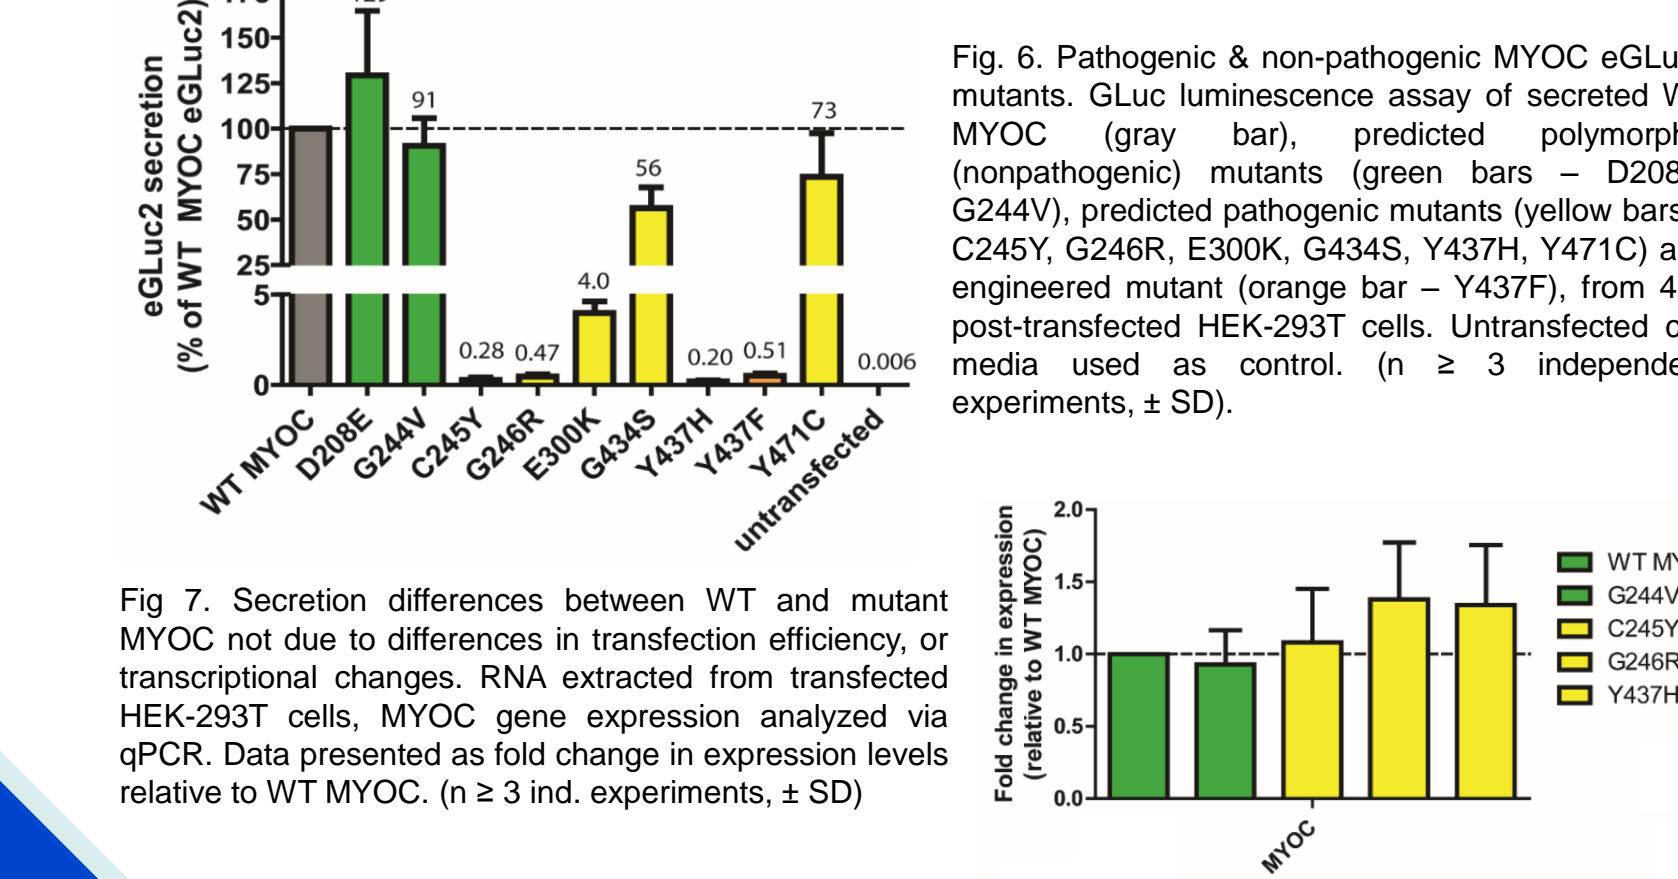 150
125
100
75
50
25
5
0
eGLuc2 secretion
(% of WT MYOC eGLuc2)
91
0.28
0.47
4.0
56
0.20
0.51
73
0.006
WT MYOC
D208E
G244V
C245Y
G246R
E300K
G434S
Y437H
Y437F
Y471C
untransfected
Fig. 6. Pathogenic & non-pathogenic MYOC eGLu
mutants. GLuc luminescence assay of secreted W
MYOC (gray bar), predicted polymorph
(nonpathogenic) mutants (green bars – D208
G244V), predicted pathogenic mutants (yellow bars
C245Y, G246R, E300K, G434S, Y437H, Y471C) a
engineered mutant (orange bar – Y437F), from 4
post-transfected HEK-293T cells. Untransfected c
media used as control. (n ≥ 3 independe
experiments, ± SD).
Fig 7. Secretion differences between WT and mutant
MYOC not due to differences in transfection efficiency, or
transcriptional changes. RNA extracted from transfected
HEK-293T cells, MYOC gene expression analyzed via
qPCR. Data presented as fold change in expression levels
relative to WT MYOC. (n ≥ 3 ind. experiments, ± SD)
Fold change in expression
(relative to WT MYOC)
2.0
1.5
1.0
0.5
0.0
MYOC
WT MY
G244V
C245Y
G246R
Y437H